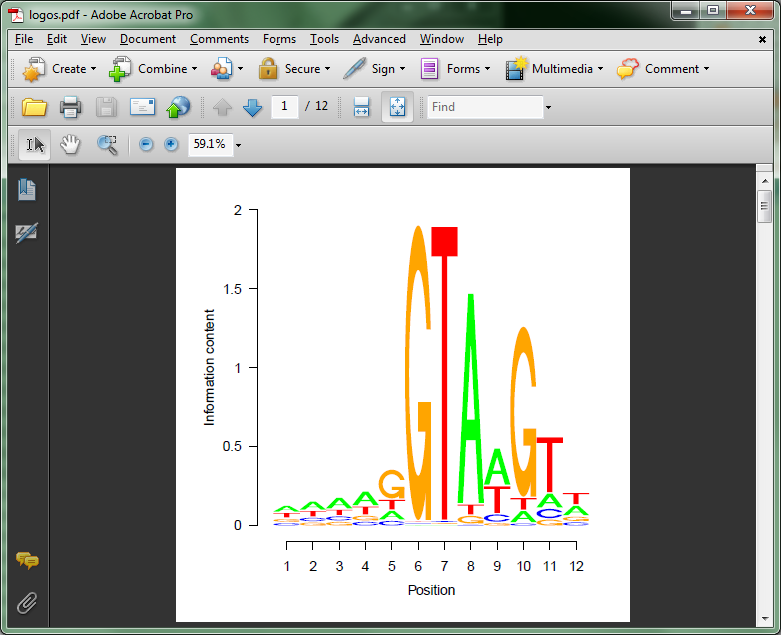 logos.pdf - Adobe Acrobat Pro
File Edit View Document Comments Forms Tools Advanced Window Help
Create Combine Secure Sign Forms Multimedia Comment
1 / 12 Find
59.1%
2
1.5
1
0.5
0
Information content
A A A A G G T A A G T T
T T T T T T T T A A
G C C G A G C A C C
C G G C C G G G
1 2 3 4 5 6 7 8 9 10 11 12
Position